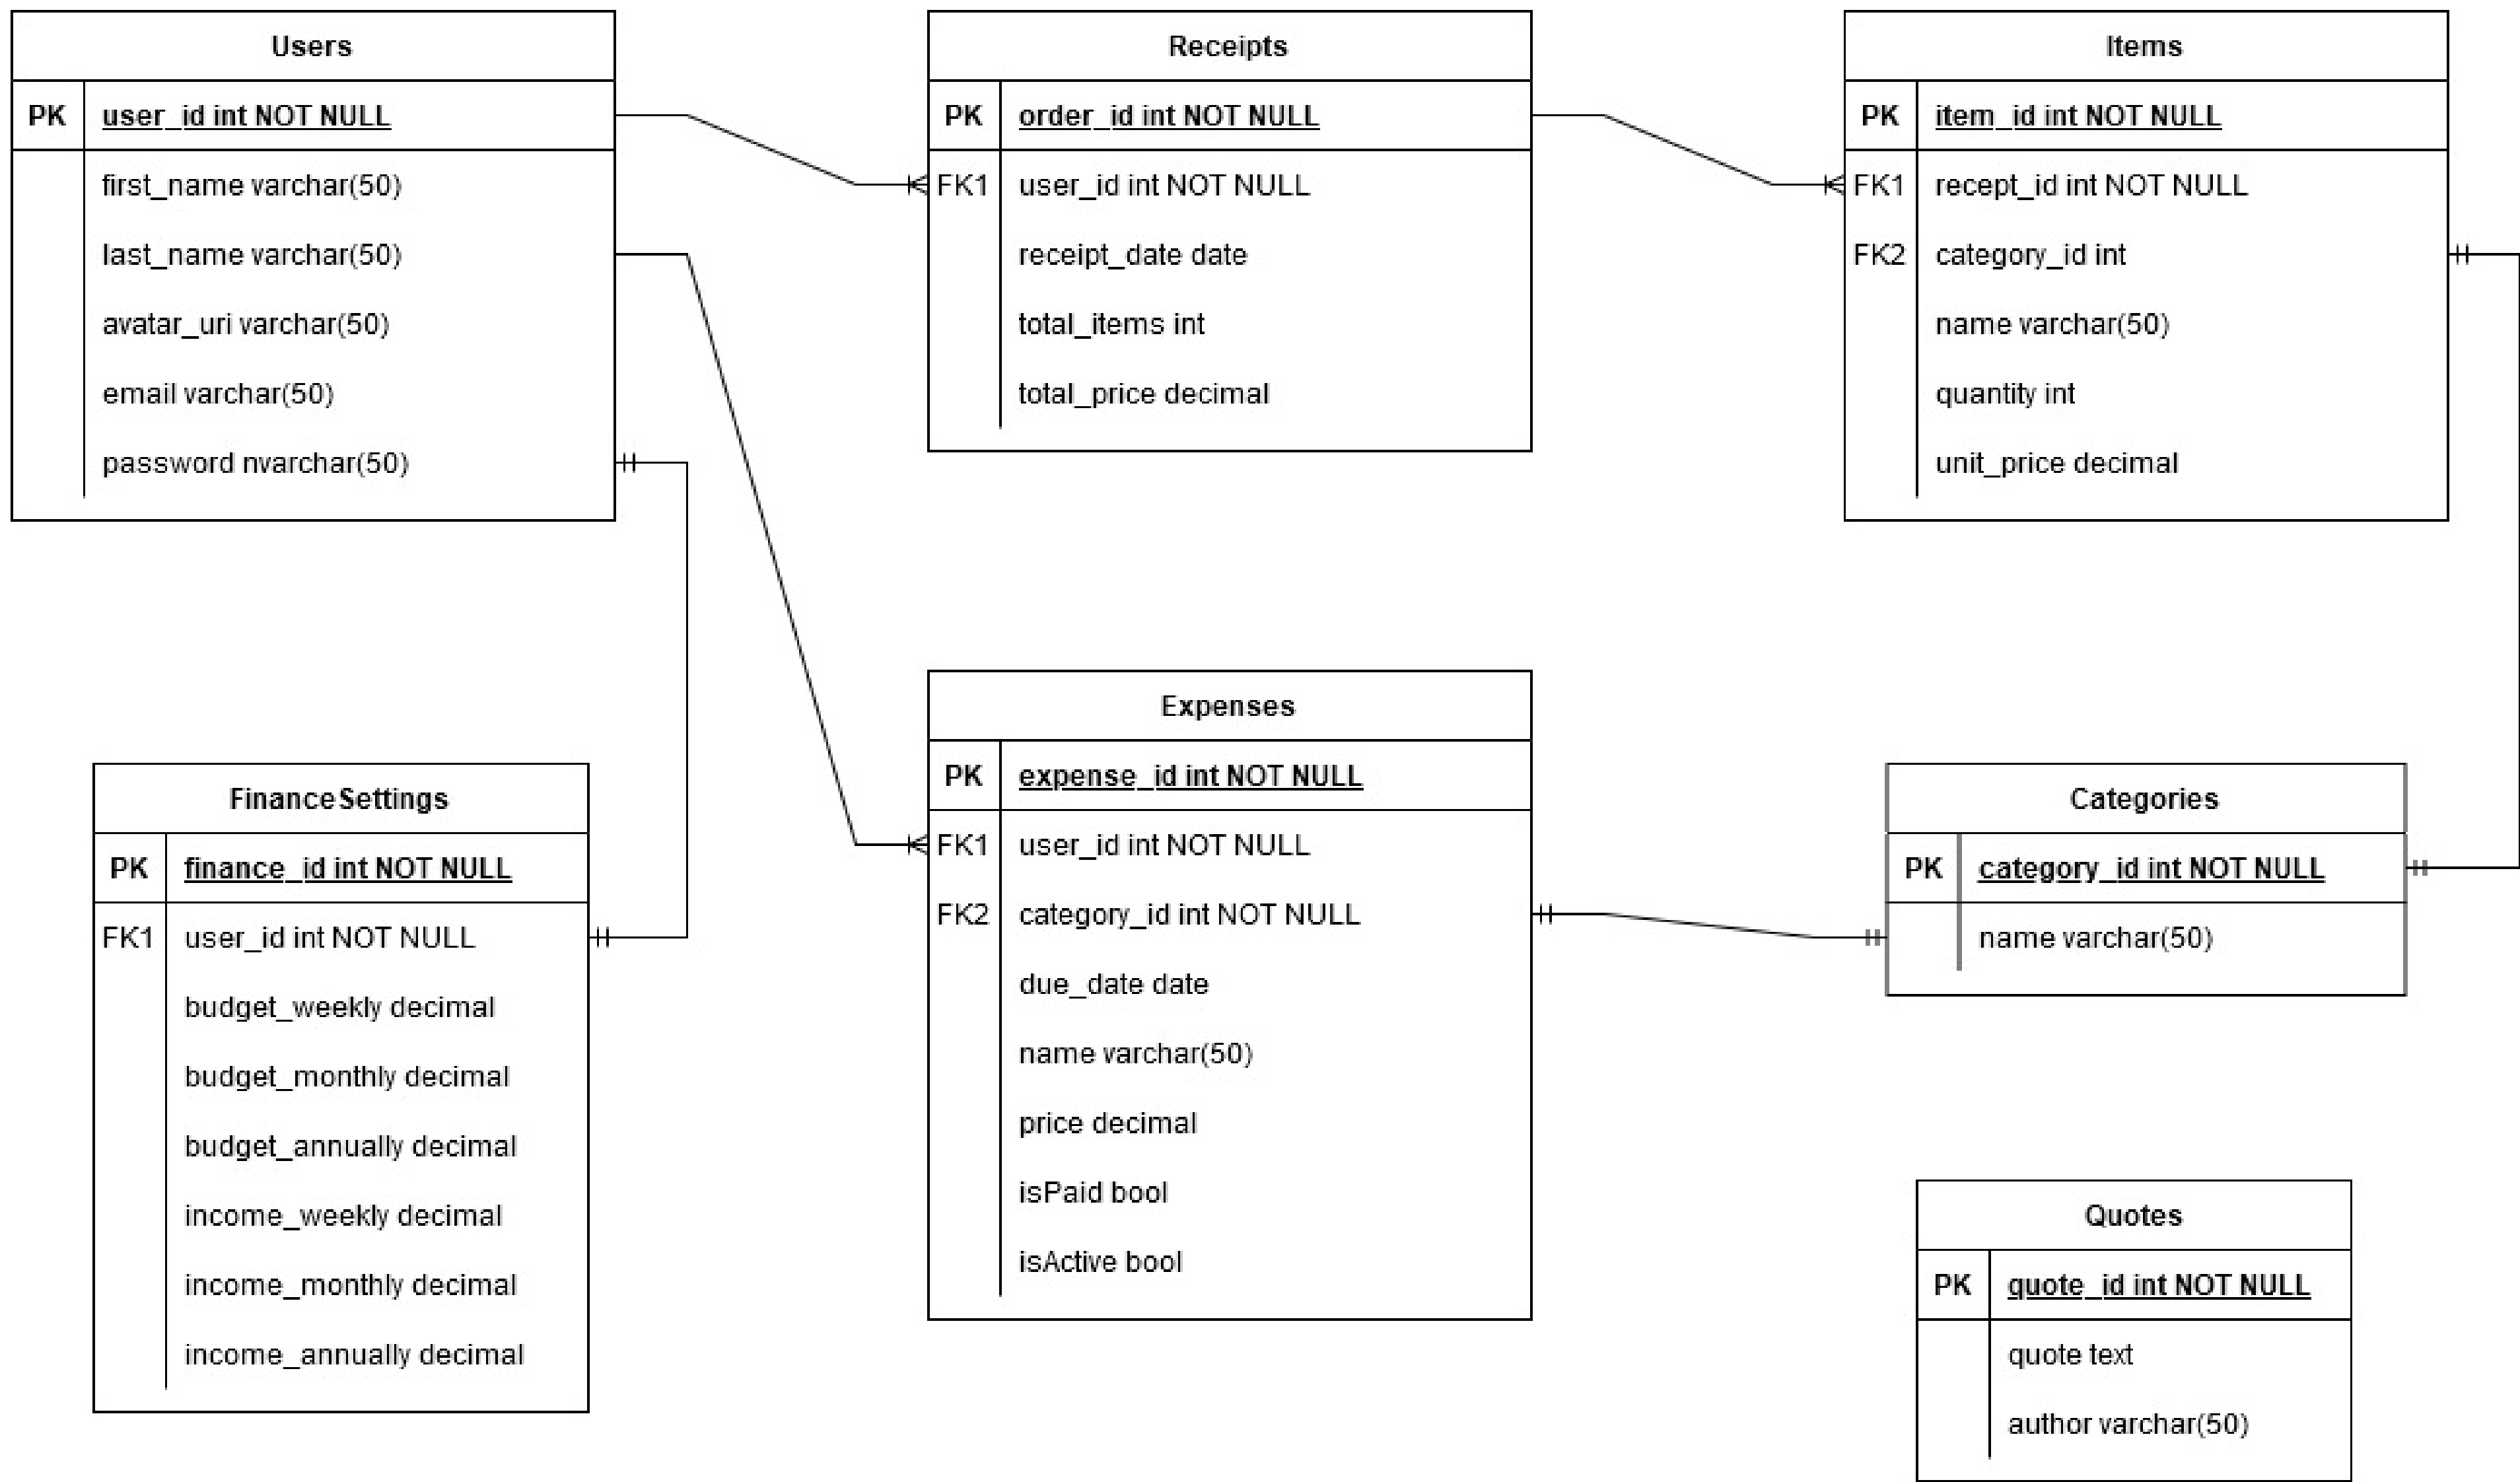 Users
PK user_id int NOT NULL
first_name varchar(50)
last_name varchar(50)
avatar_uri varchar(50)
email varchar(50)
password nvarchar(50)
Receipts
PK order_id int NOT NULL
FK1 user_id int NOT NULL
receipt_date date
total_items int
total_price decimal
Items
PK item_id int NOT NULL
FK1 recept_id int NOT NULL
FK2 category_id int
name varchar(50)
quantity int
unit_price decimal
FinanceSettings
PK finance_id int NOT NULL
FK1 user_id int NOT NULL
budget_weekly decimal
budget_monthly decimal
budget_annually decimal
income_weekly decimal
income_monthly decimal
income_annually decimal
Expenses
PK expense_id int NOT NULL
FK1 user_id int NOT NULL
FK2 category_id int NOT NULL
due_date date
name varchar(50)
price decimal
isPaid bool
isActive bool
Categories
PK category_id int NOT NULL
name varchar(50)
Quotes
PK quote_id int NOT NULL
quote text
author varchar(50)